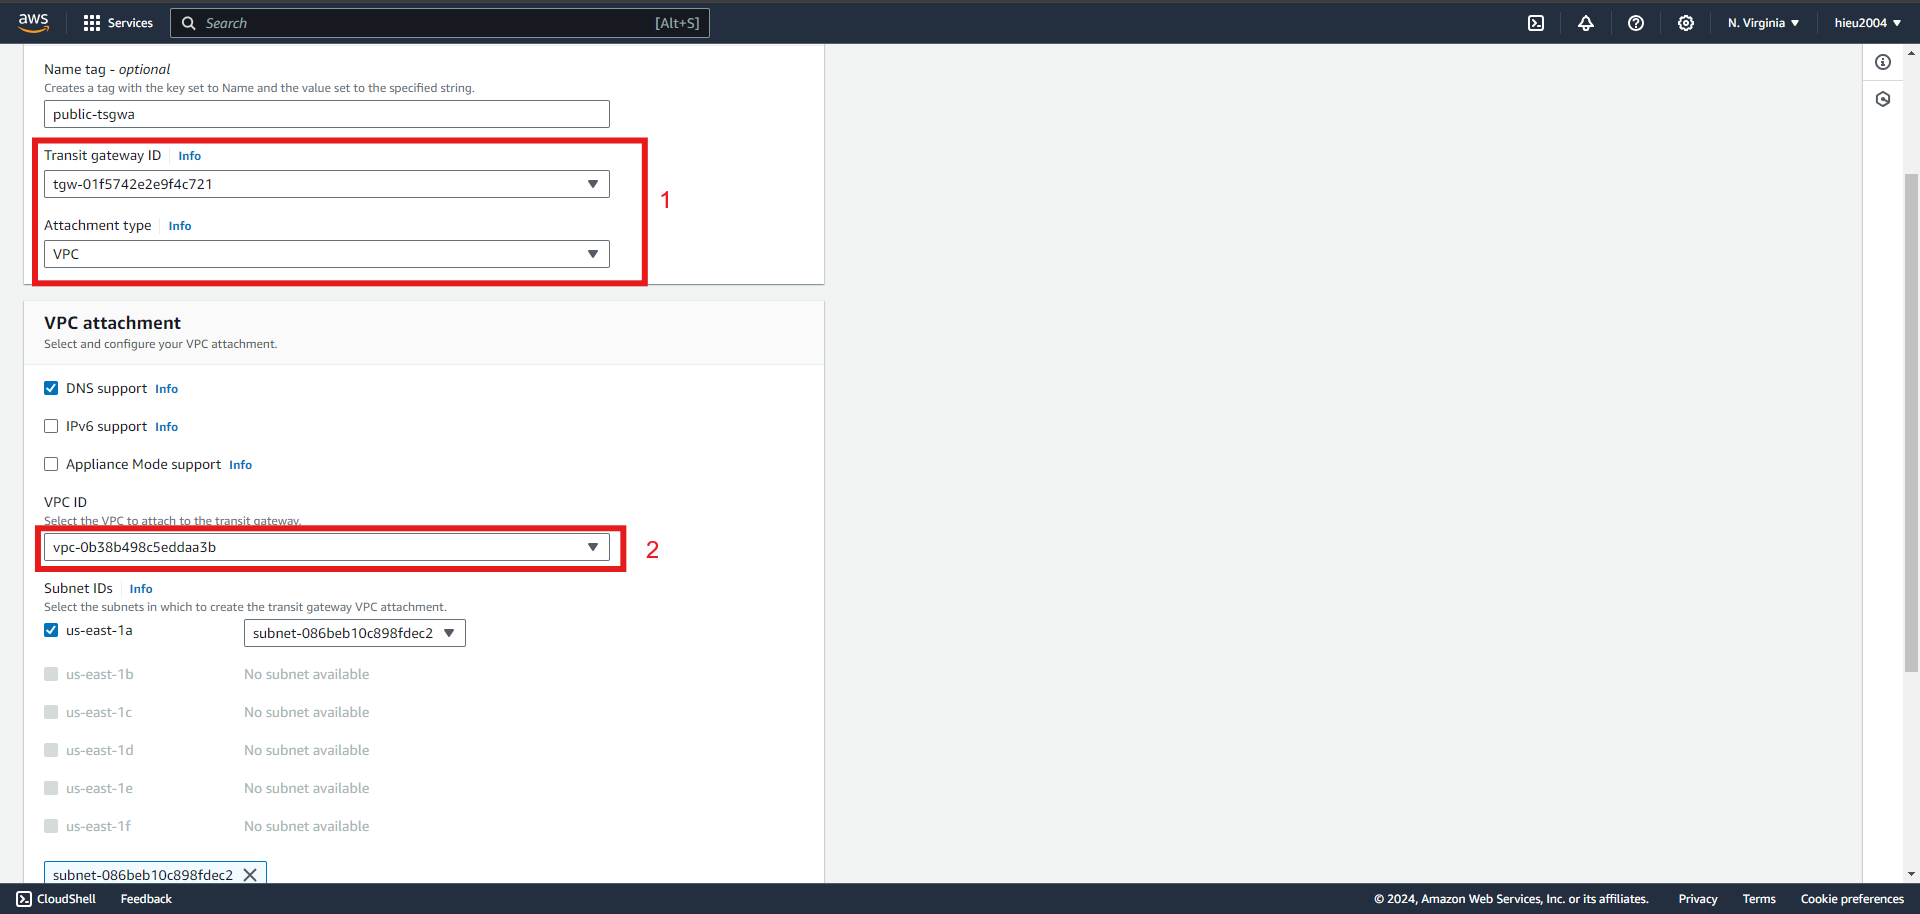 aws
Services
Search
[Alt+S]
N. Virginia
hieu2004
Name tag - optional
Creates a tag with the key set to Name and the value set to the specified string.
public-tsgwa
Transit gateway ID
Info
tgw-01f5742e2e9f4c721
1
Attachment type
Info
VPC
VPC attachment
Select and configure your VPC attachment.
DNS support
Info
IPv6 support
Info
Appliance Mode support
Info
VPC ID
Select the VPC to attach to the transit gateway.
vpc-0b38b498c5eddaa3b
2
Subnet IDs
Info
Select the subnets in which to create the transit gateway VPC attachment.
us-east-1a
subnet-086beb10c898fdec2
us-east-1b
No subnet available
us-east-1c
No subnet available
us-east-1d
No subnet available
us-east-1e
No subnet available
us-east-1f
No subnet available
subnet-086beb10c898fdec2
CloudShell
Feedback
© 2024, Amazon Web Services, Inc. or its affiliates.
Privacy
Terms
Cookie preferences